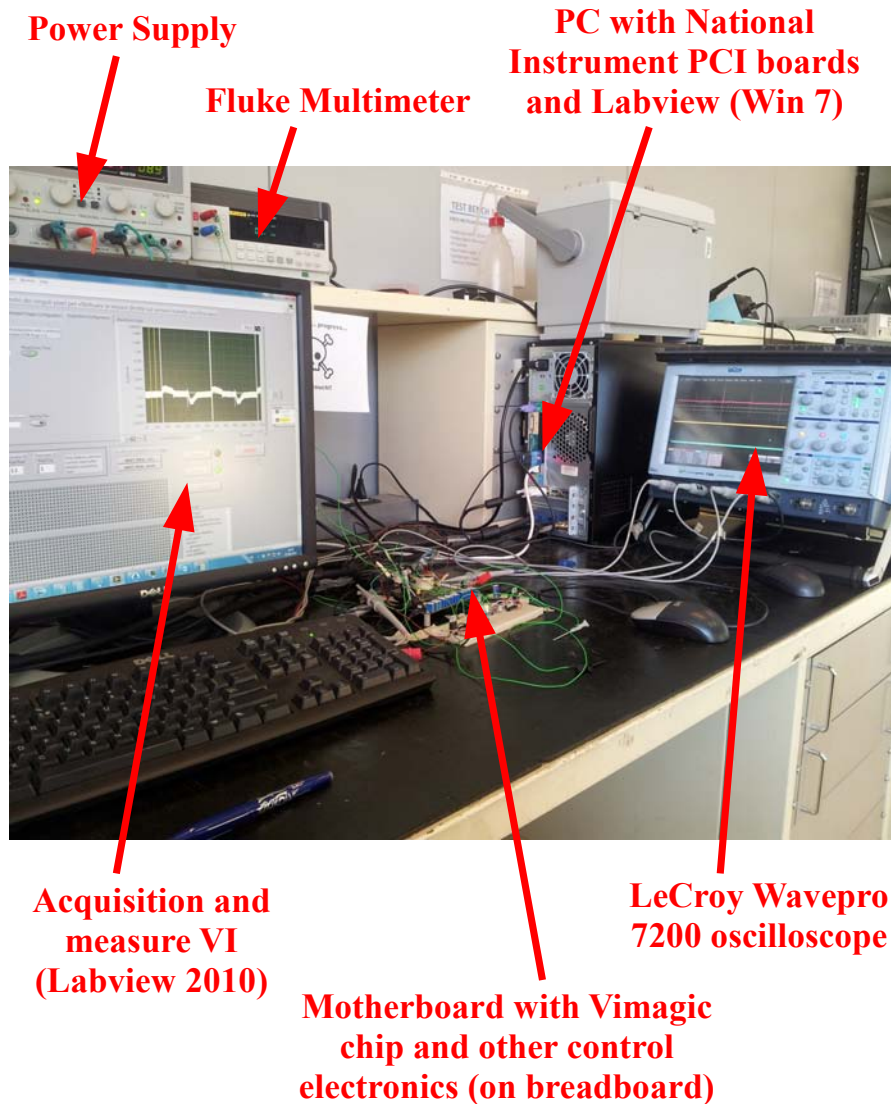 Power Supply
Fluke Multimeter
PC with National
Instrument PCI boards
and Labview (Win 7)
TEST BENCH
progress...
DELL
Acquisition and
measure VI
(Labview 2010)
Motherboard with Vimagic
chip and other control
electronics (on breadboard)
LeCroy Wavepro
7200 oscilloscope